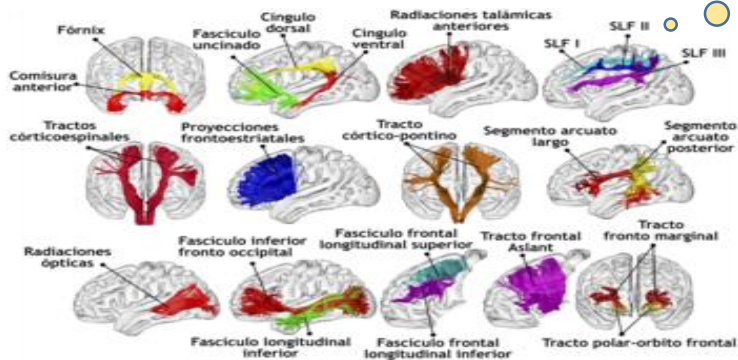 Fórnix
Comisura
anterior
Fascículo
uncinado
Cíngulo
dorsal
Cíngulo
ventral
Radiaciones talámicas
anteriores
SLF I
SLF II
SLF III
Tractos
córticoespinales
Proyecciones
frontoestriatales
Tracto
córtico-pontino
Segmento arcuato
largo
Segmento
arcuato
posterior
Radiaciones
ópticas
Fascículo inferior
fronto occipital
Fascículo longitudinal
inferior
Fascículo frontal
longitudinal superior
Fascículo frontal
longitudinal inferior
Tracto frontal
Aslant
Tracto
fronto marginal
Tracto polar-orbito frontal